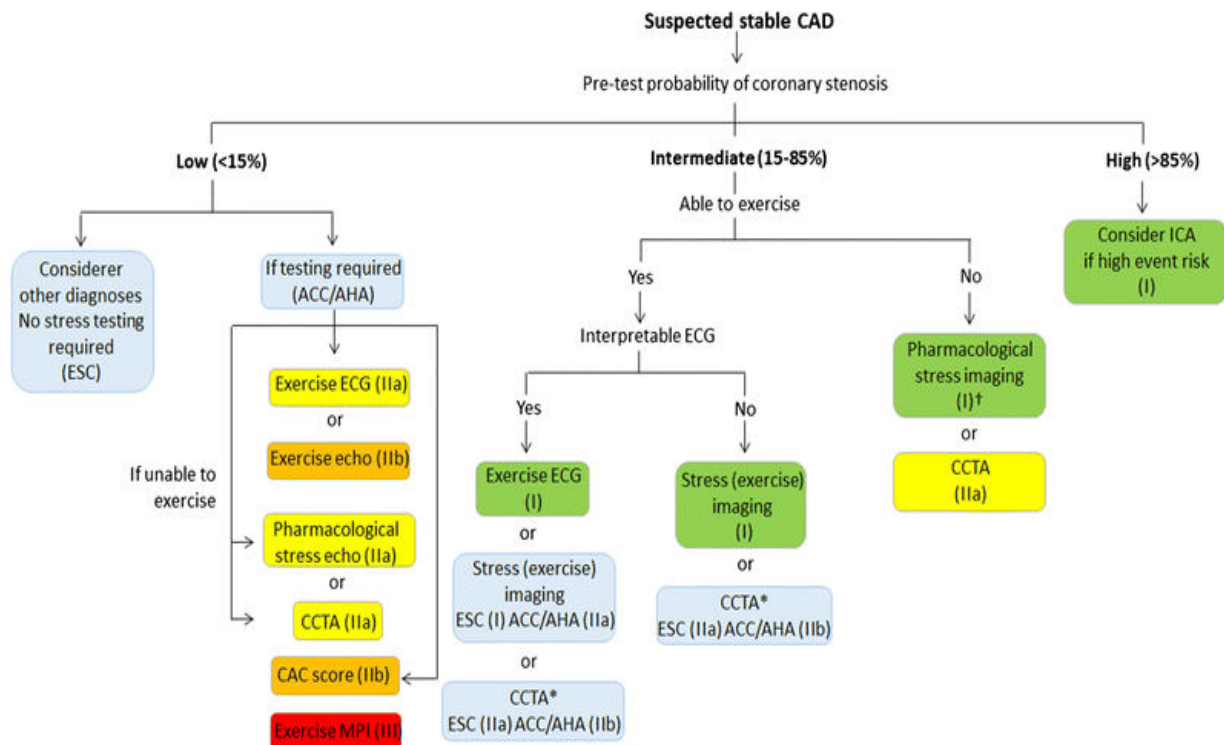 Suspected stable CAD
Pre-test probability of coronary stenosis
Low (<15%)
Intermediate (15-85%)
High (>85%)
Able to exercise
Considerer
other diagnoses
No stress testing
required
(ESC)
If testing required
(ACC/AHA)
Consider ICA
if high event risk
(I)
Yes
No
Interpretable ECG
Pharmacological
stress imaging
(I)†
or
CCTA
(IIa)
Exercise ECG (IIa)
or
Exercise echo (IIb)
If unable to
exercise
Pharmacological
stress echo (IIa)
or
CCTA (IIa)
CAC score (IIb)
Exercise MPI (III)
Yes
No
Exercise ECG
(I)
or
Stress (exercise)
imaging
ESC (I) ACC/AHA (IIa)
or
CCTA*
ESC (IIa) ACC/AHA (IIb)
Stress (exercise)
imaging
(I)
or
CCTA*
ESC (IIa) ACC/AHA (IIb)